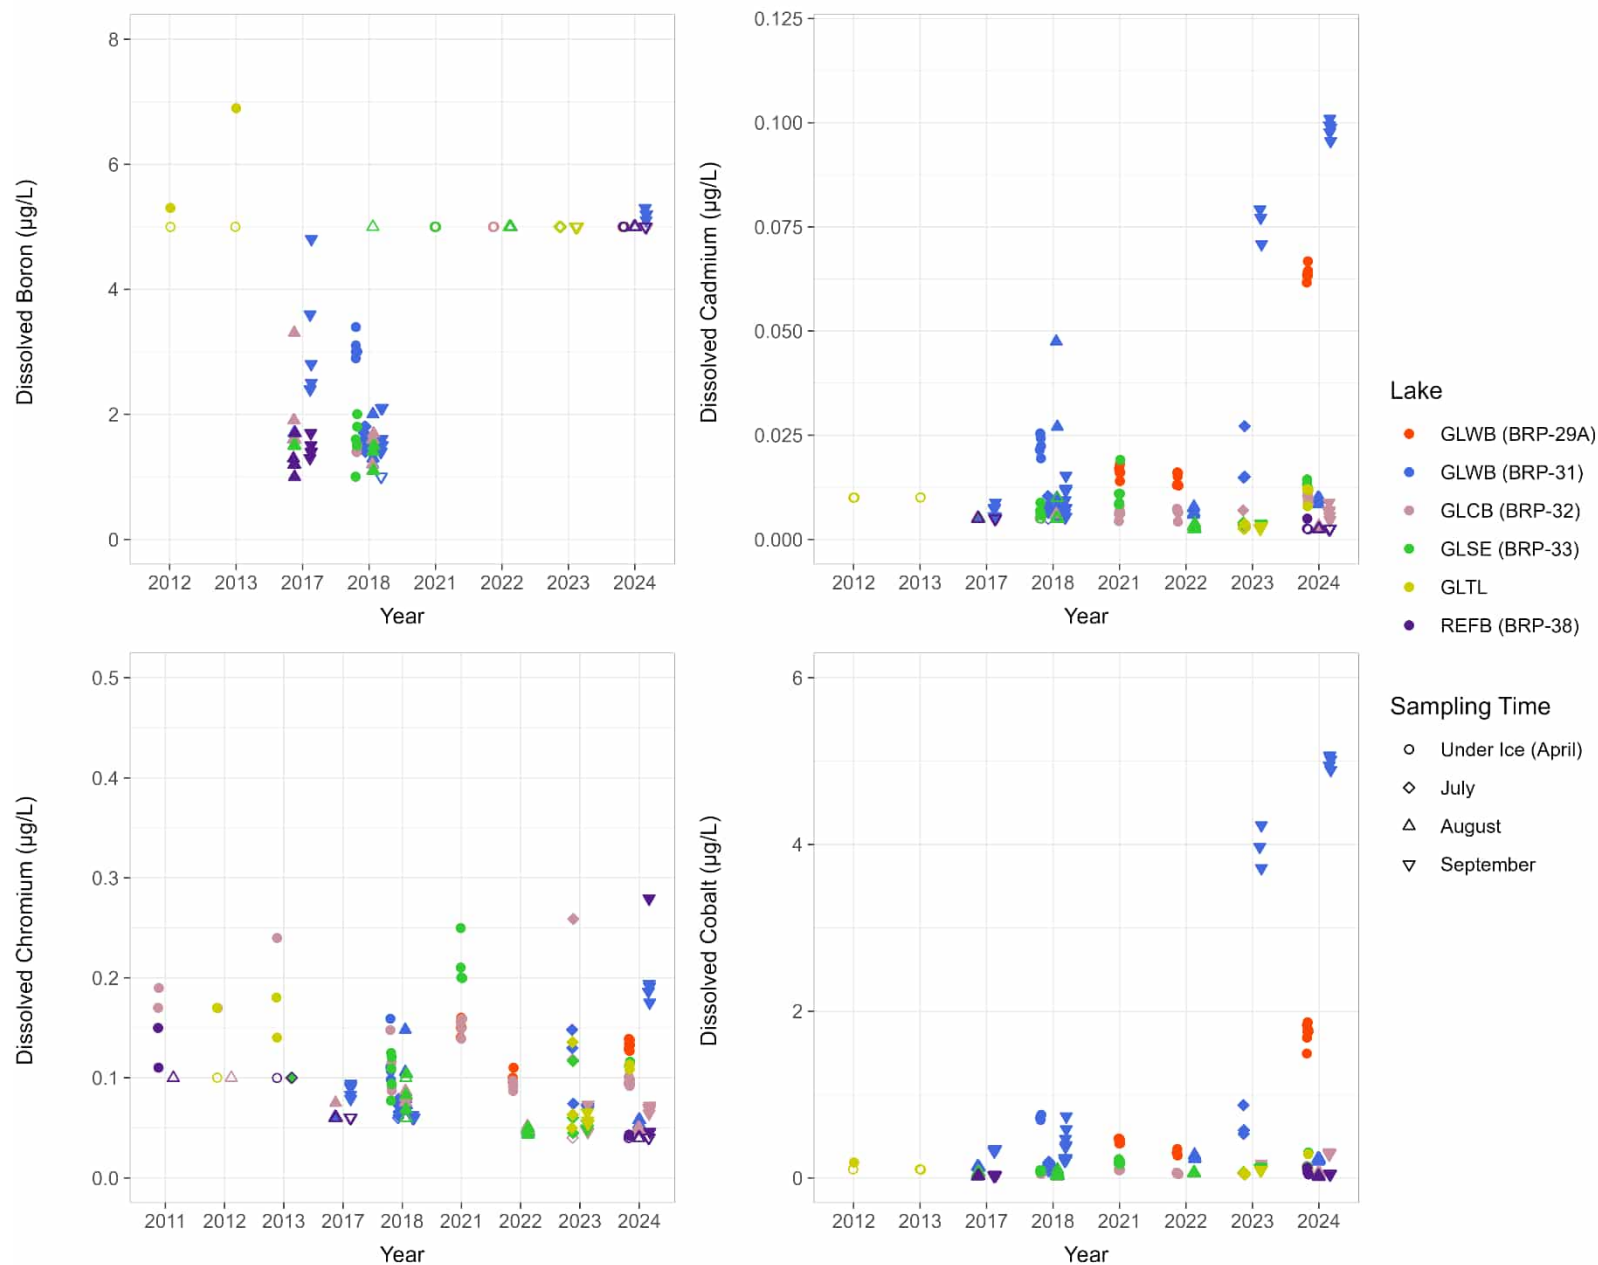 8
6
4
2
0
Dissolved Boron (µg/L)
2012 2013 2017 2018 2021 2022 2023 2024
Year
0.125
0.100
0.075
0.050
0.025
0.000
Dissolved Cadmium (µg/L)
2012 2013 2017 2018 2021 2022 2023 2024
Year
0.5
0.4
0.3
0.2
0.1
0.0
Dissolved Chromium (µg/L)
2011 2012 2013 2017 2018 2021 2022 2023 2024
Year
6
4
2
0
Dissolved Cobalt (µg/L)
2012 2013 2017 2018 2021 2022 2023 2024
Year
Lake
GLWB (BRP-29A)
GLWB (BRP-31)
GLCB (BRP-32)
GLSE (BRP-33)
GLTL
REFB (BRP-38)
Sampling Time
Under Ice (April)
July
August
September